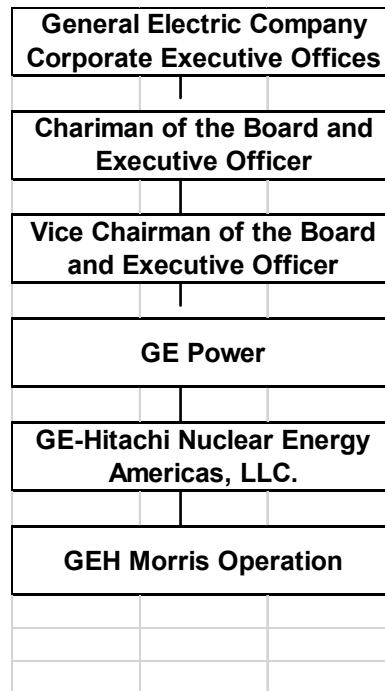 General Electric Company
Corporate Executive Offices
Chariman of the Board and
Executive Officer
Vice Chairman of the Board
and Executive Officer
GE Power
GE-Hitachi Nuclear Energy
Americas, LLC.
GEH Morris Operation